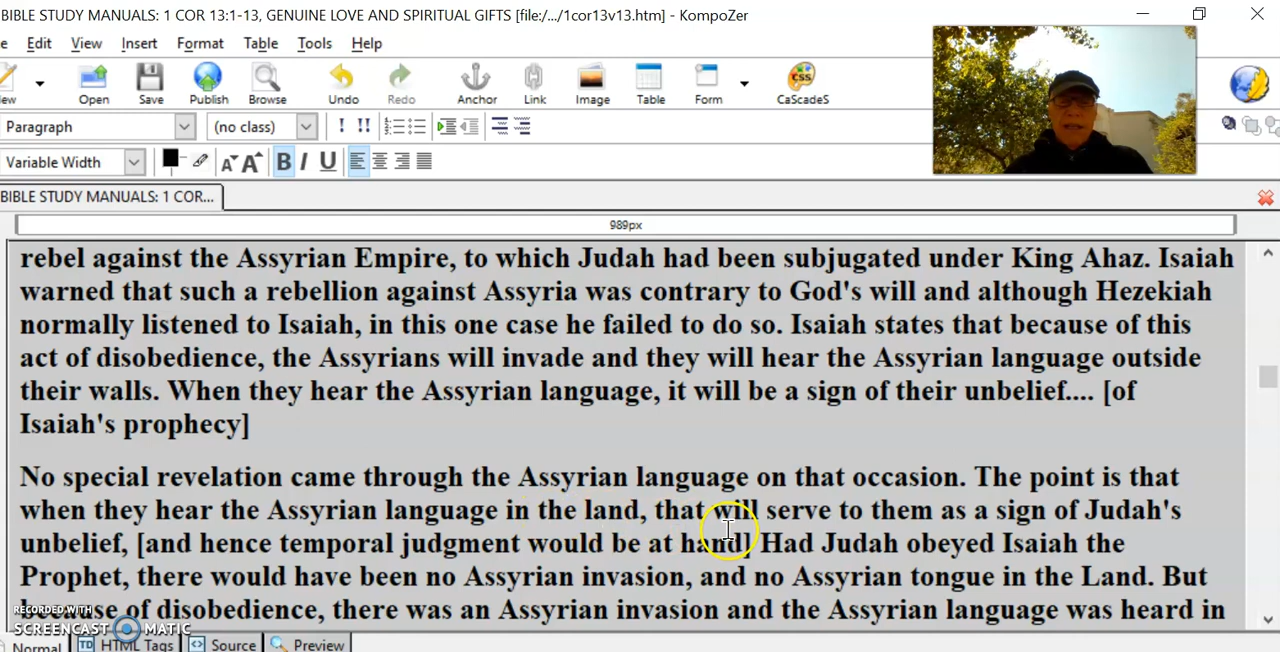 BIBLE STUDY MANUALS: 1 COR 13:1-13, GENUINE LOVE AND SPIRITUAL GIFTS [file:/.../1cor13v13.htm] - KompoZer
e Edit View Insert Format Table Tools Help
ew Open Save Publish Browse Undo Redo Anchor Link Image Table Form CaScadeS
Paragraph (no class) ! !!
Variable Width A A B I U
BIBLE STUDY MANUALS: 1 COR...
989px
rebel against the Assyrian Empire, to which Judah had been subjugated under King Ahaz. Isaiah
warned that such a rebellion against Assyria was contrary to God's will and although Hezekiah
normally listened to Isaiah, in this one case he failed to do so. Isaiah states that because of this
act of disobedience, the Assyrians will invade and they will hear the Assyrian language outside
their walls. When they hear the Assyrian language, it will be a sign of their unbelief.... [of
Isaiah's prophecy]
No special revelation came through the Assyrian language on that occasion. The point is that
when they hear the Assyrian language in the land, that will serve to them as a sign of Judah's
unbelief, [and hence temporal judgment would be at hand] Had Judah obeyed Isaiah the
Prophet, there would have been no Assyrian invasion, and no Assyrian tongue in the Land. But
of disobedience, there was an Assyrian invasion and the Assyrian language was heard in
RECORDED WITH
SCREENCAST MATIC
Normal HTML Tags Source Preview